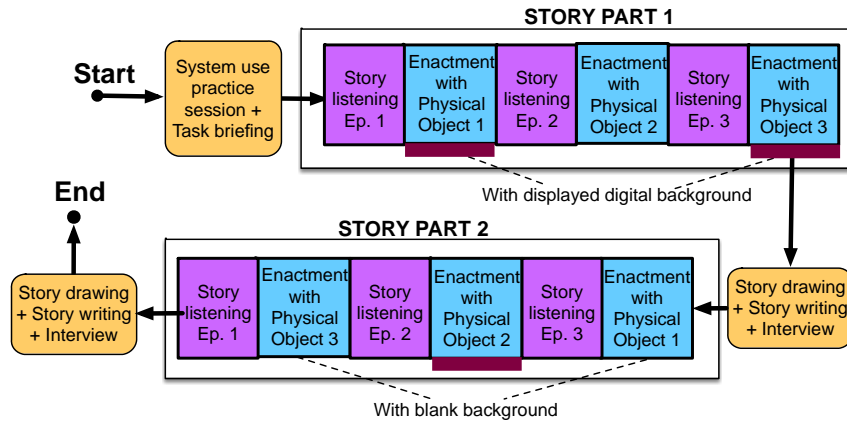 STORY PART 1
Start
System use
practice
session +
Task briefing
Story
listening
Ep. 1
Enactment
with
Physical
Object 1
Story
listening
Ep. 2
Enactment
with
Physical
Object 2
Story
listening
Ep. 3
Enactment
with
Physical
Object 3
With displayed digital background
End
STORY PART 2
Story drawing
+ Story writing
+ Interview
Story
listening
Ep. 1
Enactment
with
Physical
Object 3
Story
listening
Ep. 2
Enactment
with
Physical
Object 2
Story
listening
Ep. 3
Enactment
with
Physical
Object 1
Story drawing
+ Story writing
+ Interview
With blank background